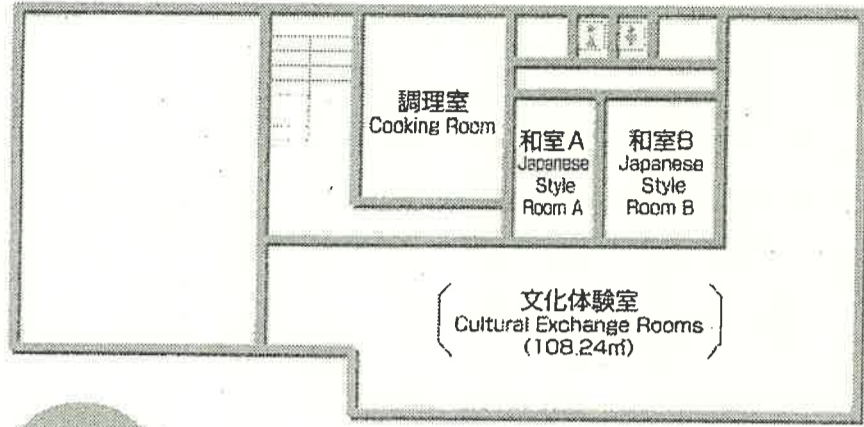 調理室
Cooking Room
和室A
Japanese
Style
Room A
和室B
Japanese
Style
Room B
文化体験室
Cultural Exchange Rooms
(108.24㎡)